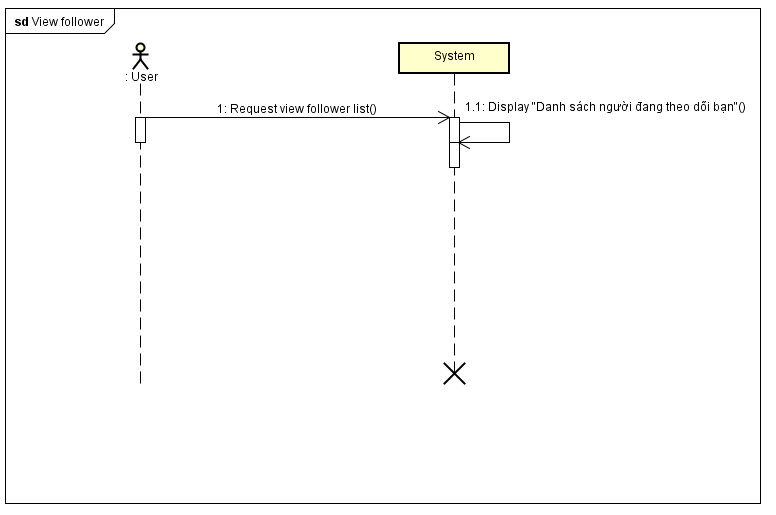 sd View follower
System
: User
1: Request view follower list()
1.1: Display "Danh sách người đang theo dõi bạn"()